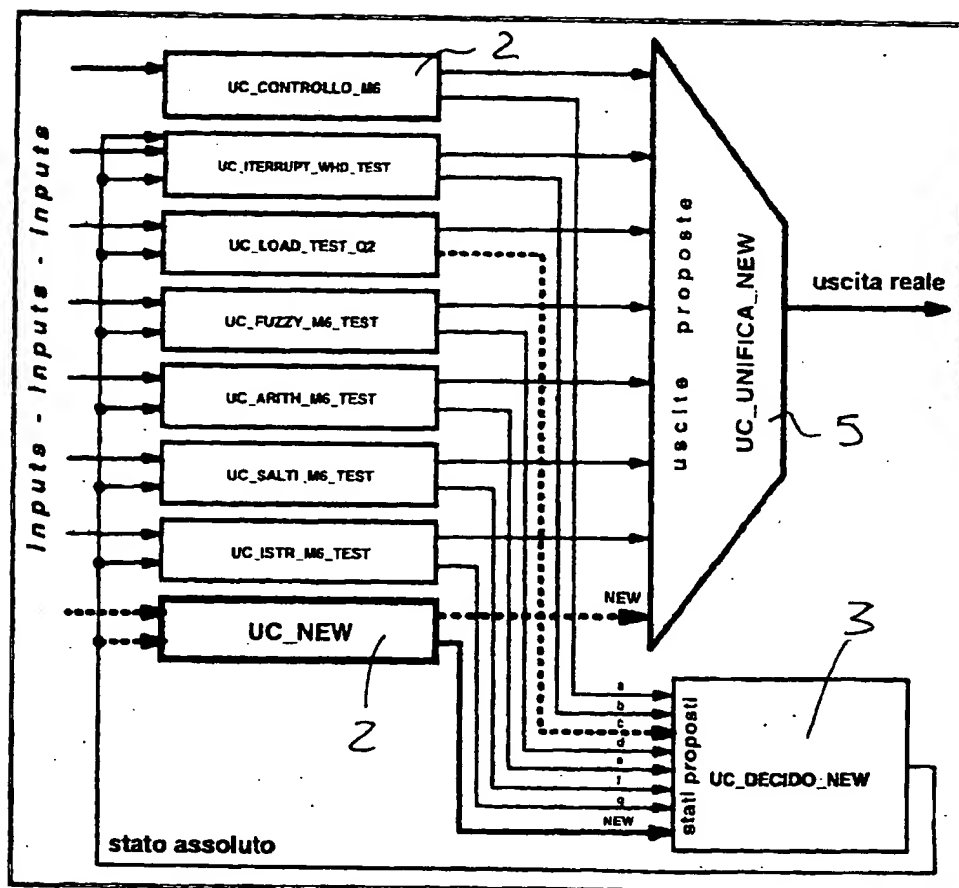 Inputs - Inputs - Inputs
UC_CONTROLLO_M6
2
UC_ITERRUPT_WHD_TEST
UC_LOAD_TEST_Q2
UC_FUZZY_M6_TEST
UC_ARITH_M6_TEST
UC_SALTI_M6_TEST
UC_ISTR_M6_TEST
UC_NEW
2
NEW
uscite proposte
UC_UNIFICA_NEW
5
uscita reale
a
b
c
d
e
f
g
NEW
stati proposti
UC_DECIDO_NEW
3
stato assoluto